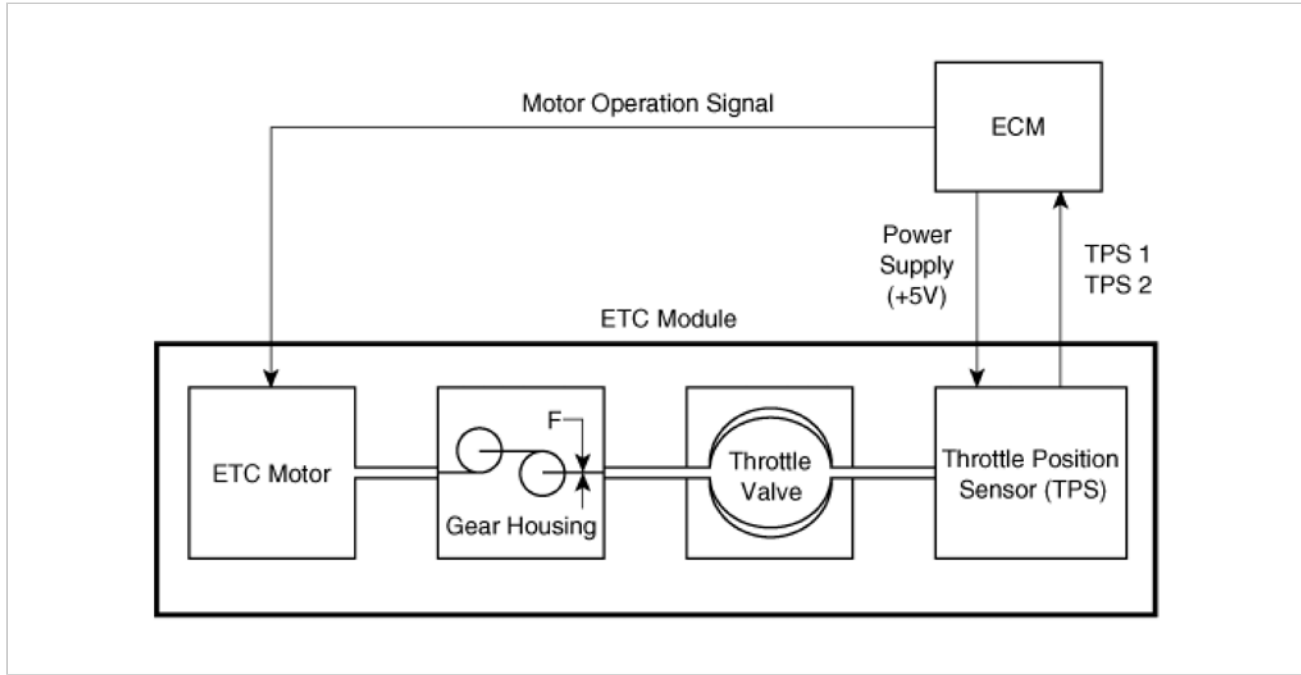 Motor Operation Signal
ECM
Power
Supply
(+5V)
TPS 1
TPS 2
ETC Module
ETC Motor
F
Gear Housing
Throttle
Valve
Throttle Position
Sensor (TPS)